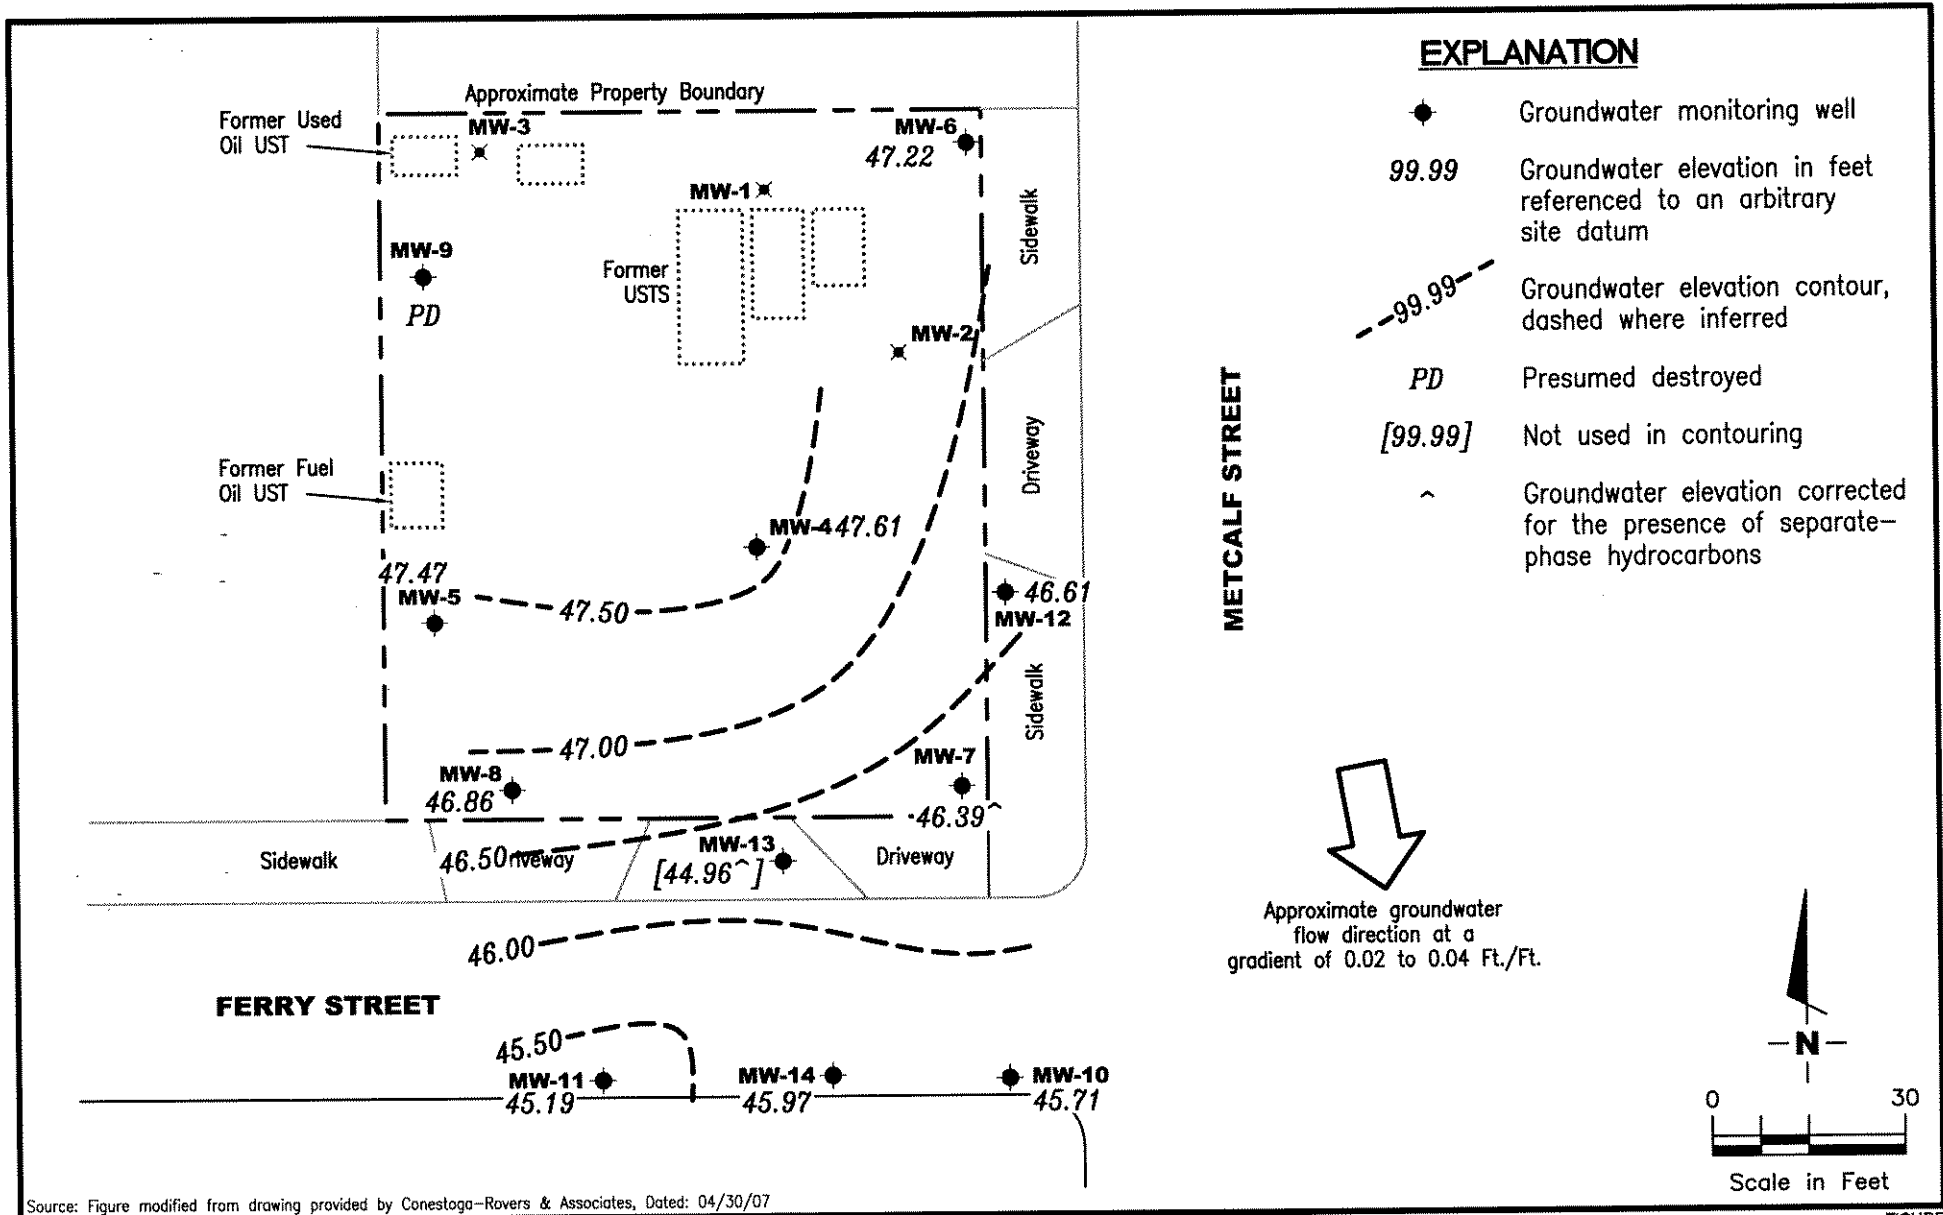 EXPLANATION
Groundwater monitoring well
99.99
Groundwater elevation in feet
referenced to an arbitrary
site datum
99.99
Groundwater elevation contour,
dashed where inferred
PD
Presumed destroyed
[99.99]
Not used in contouring
^
Groundwater elevation corrected
for the presence of separate-
phase hydrocarbons
Approximate Property Boundary
Former Used
Oil UST
MW-3
MW-6
47.22
MW-1
Sidewalk
MW-9
PD
Former
USTS
MW-2
Driveway
METCALF STREET
Former Fuel
Oil UST
MW-4 47.61
47.47
MW-5
47.50
46.61
MW-12
Sidewalk
47.00
MW-7
MW-8
46.86
46.39^
Sidewalk
46.50
Driveway
MW-13
[44.96^]
Driveway
46.00
Approximate groundwater
flow direction at a
gradient of 0.02 to 0.04 Ft./Ft.
FERRY STREET
45.50
MW-11
45.19
MW-14
45.97
MW-10
45.71
N
0 30
Scale in Feet
Source: Figure modified from drawing provided by Conestoga-Rovers & Associates, Dated: 04/30/07
FIGURE